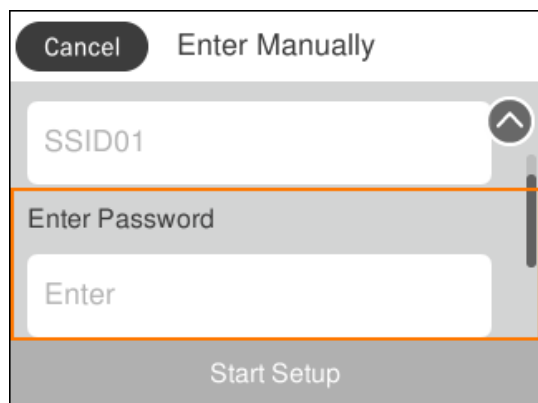 Cancel Enter Manually
SSID01
Enter Password
Enter
Start Setup